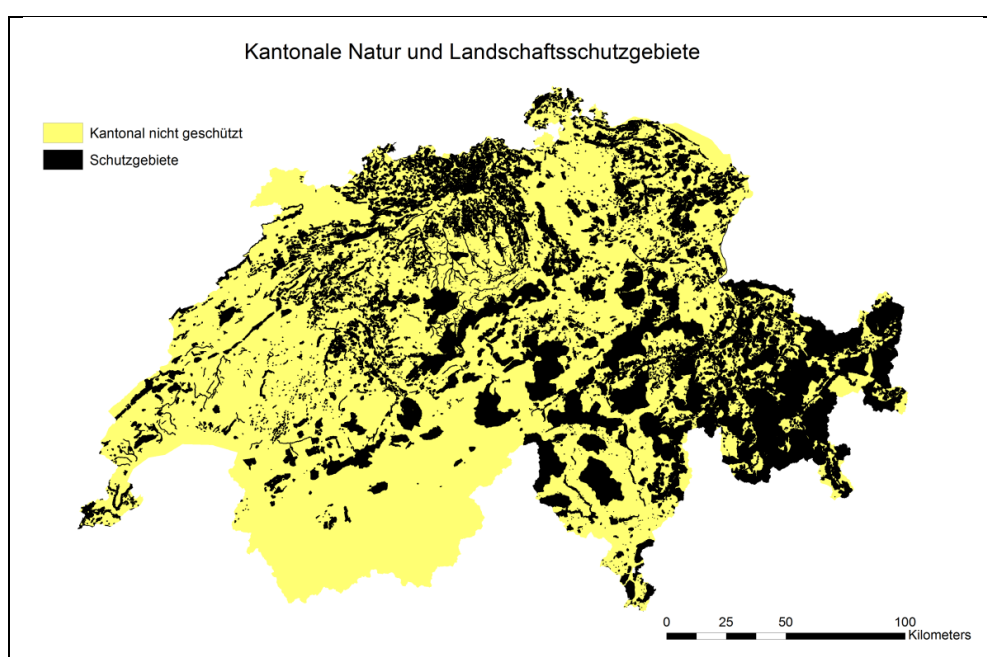 Kantonale Natur und Landschaftsschutzgebiete
Kantonal nicht geschützt
Schutzgebiete
0 25 50 100
Kilometers